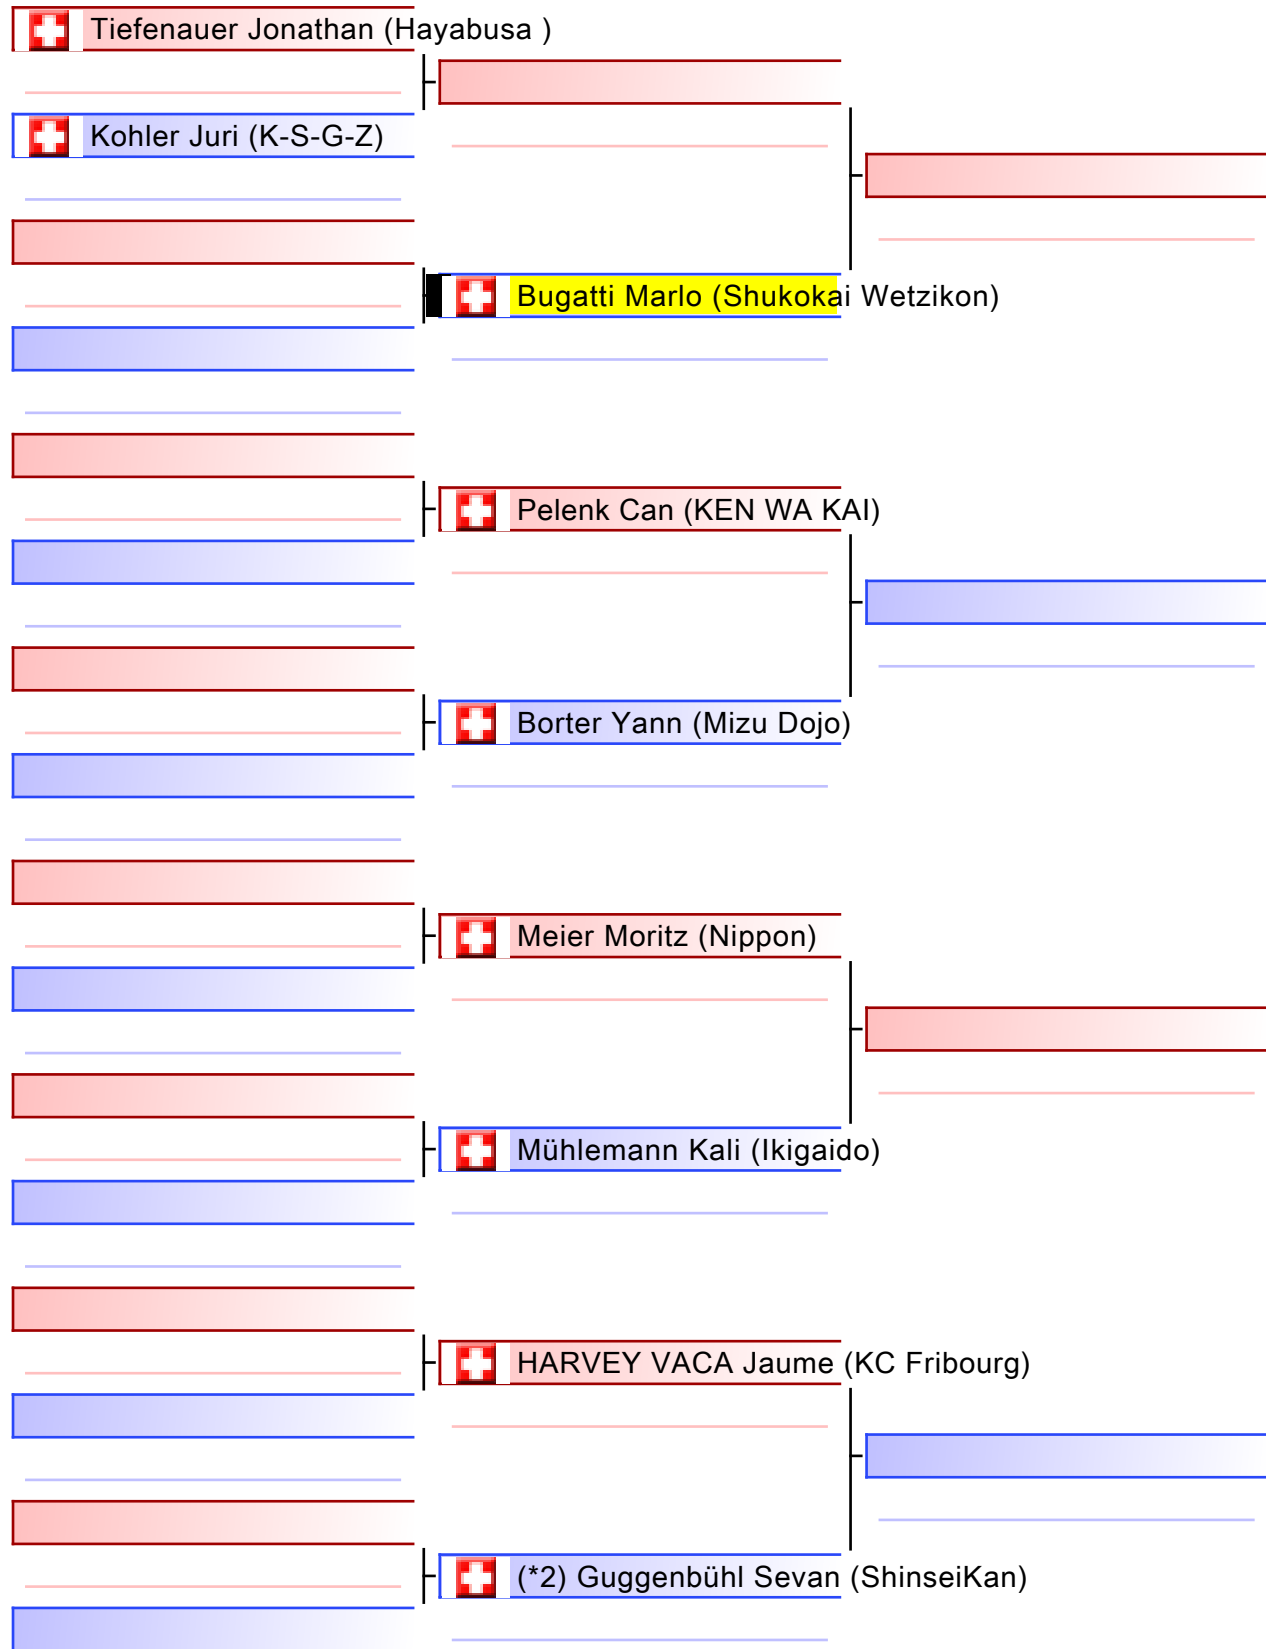 Tiefenauer Jonathan (Hayabusa )
Kohler Juri (K-S-G-Z)
Bugatti Marlo (Shukokai Wetzikon)
Pelenk Can (KEN WA KAI)
Borter Yann (Mizu Dojo)
Meier Moritz (Nippon)
Mühlemann Kali (Ikigaido)
HARVEY VACA Jaume (KC Fribourg)
(*2) Guggenbühl Sevan (ShinseiKan)